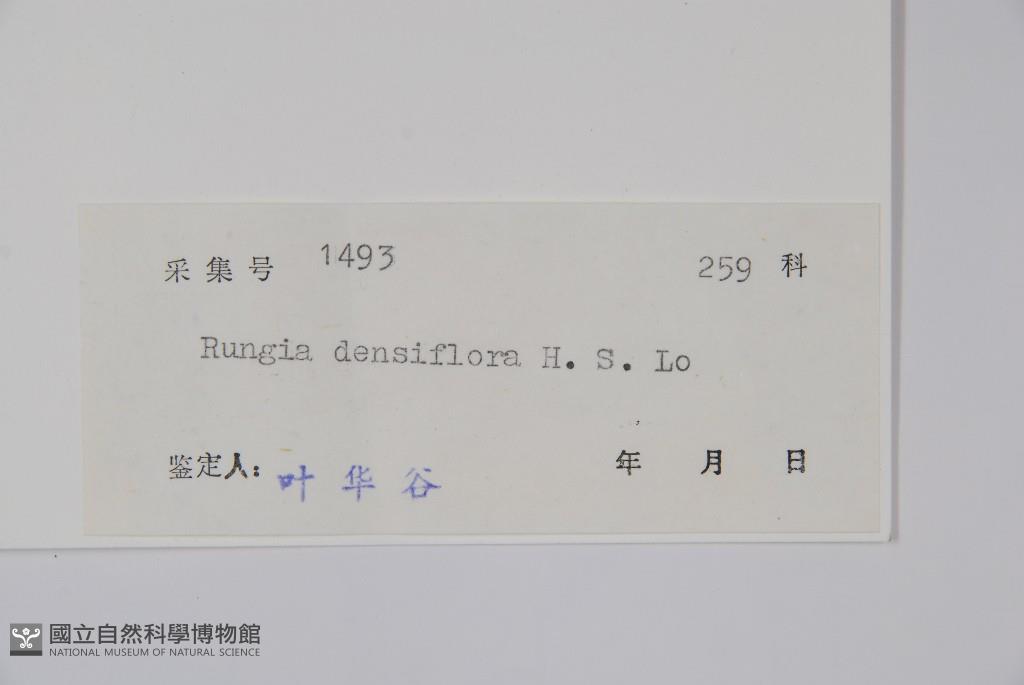 采集号 1493 259 科
Rungia densiflora H. S. Lo
鉴定人: 叶华谷 年 月 日
國立自然科學博物館
NATIONAL MUSEUM OF NATURAL SCIENCE